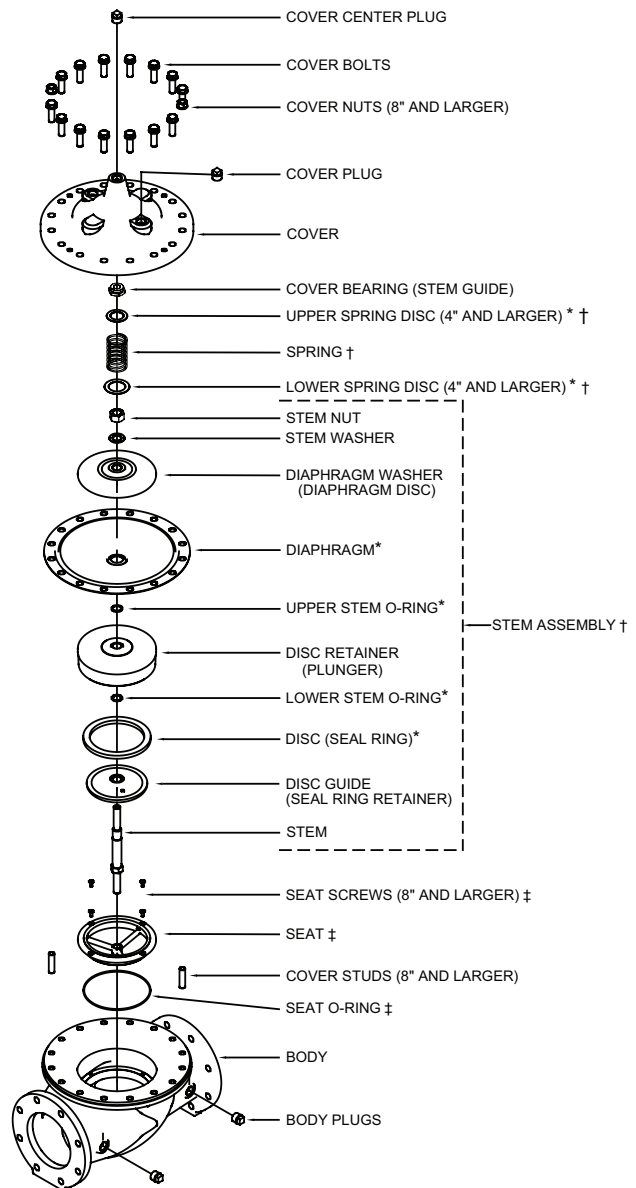 COVER CENTER PLUG
COVER BOLTS
COVER NUTS (8" AND LARGER)
COVER PLUG
COVER
COVER BEARING (STEM GUIDE)
UPPER SPRING DISC (4" AND LARGER) * †
SPRING †
LOWER SPRING DISC (4" AND LARGER) * †
STEM NUT
STEM WASHER
DIAPHRAGM WASHER
(DIAPHRAGM DISC)
DIAPHRAGM*
UPPER STEM O-RING*
STEM ASSEMBLY †
DISC RETAINER
(PLUNGER)
LOWER STEM O-RING*
DISC (SEAL RING)*
DISC GUIDE
(SEAL RING RETAINER)
STEM
SEAT SCREWS (8" AND LARGER) ‡
SEAT ‡
COVER STUDS (8" AND LARGER)
SEAT O-RING ‡
BODY
BODY PLUGS